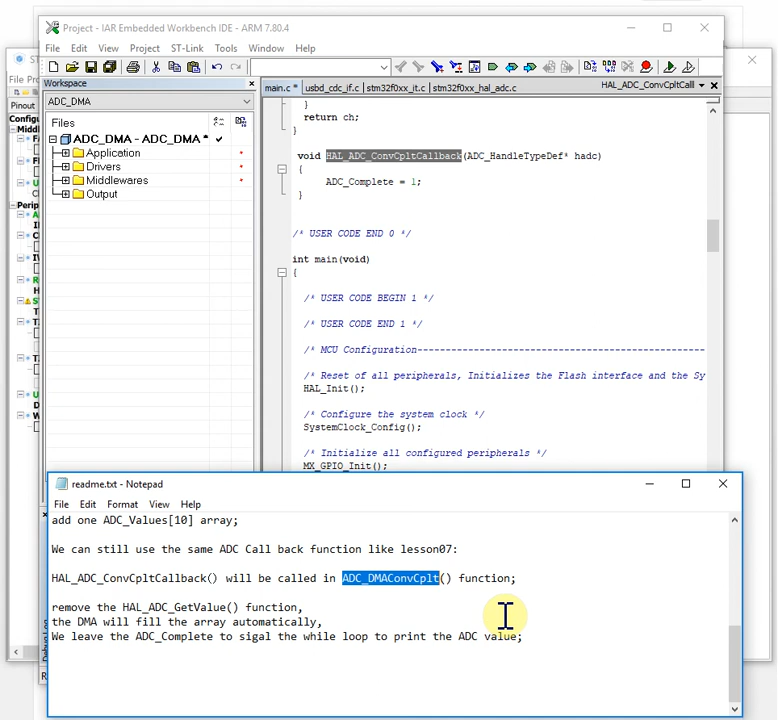 Project - IAR Embedded Workbench IDE - ARM 7.80.4
File Edit View Project ST-Link Tools Window Help
Workspace
ADC_DMA
Files
ADC_DMA - ADC_DMA *
Application
Drivers
Middlewares
Output
main.c * usbd_cdc_if.c stm32f0xx_it.c stm32f0xx_hal_adc.c
HAL_ADC_ConvCpltCall
}
return ch;
}
void HAL_ADC_ConvCpltCallback(ADC_HandleTypeDef* hadc)
{
ADC_Complete = 1;
}
/* USER CODE END 0 */
int main(void)
{
/* USER CODE BEGIN 1 */
/* USER CODE END 1 */
/* MCU Configuration----------------------------------------------------
/* Reset of all peripherals, Initializes the Flash interface and the Sy
HAL_Init();
/* Configure the system clock */
SystemClock_Config();
/* Initialize all configured peripherals */
MX_GPIO_Init();
Pinout
readme.txt - Notepad
File Edit Format View Help
add one ADC_Values[10] array;
We can still use the same ADC Call back function like lesson07:
HAL_ADC_ConvCpltCallback() will be called in ADC_DMAConvCplt() function;
remove the HAL_ADC_GetValue() function,
the DMA will fill the array automatically,
We leave the ADC_Complete to sigal the while loop to print the ADC value;